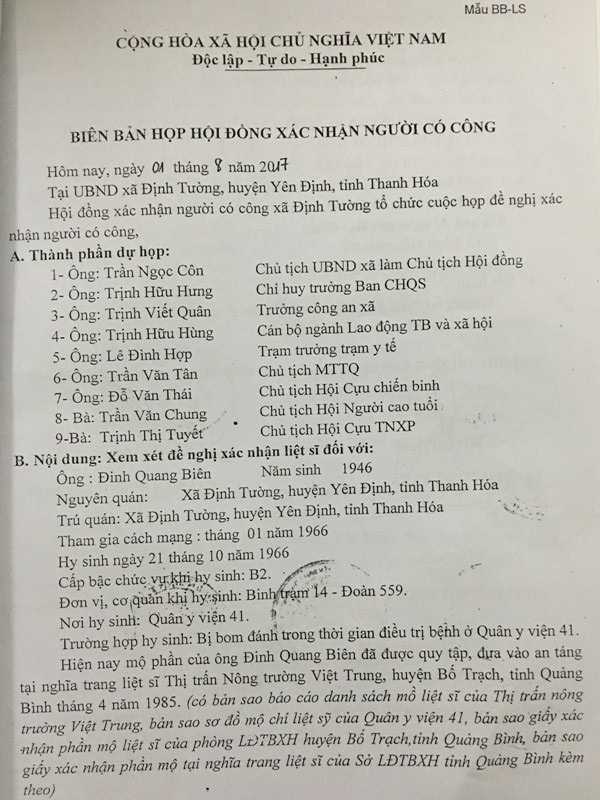 Mẫu BB-LS
CỘNG HÒA XÃ HỘI CHỦ NGHĨA VIỆT NAM
Độc lập - Tự do - Hạnh phúc
BIÊN BẢN HỌP HỘI ĐỒNG XÁC NHẬN NGƯỜI CÓ CÔNG
Hôm nay, ngày 01 tháng 8 năm 2017
Tại UBND xã Định Tường, huyện Yên Định, tỉnh Thanh Hóa
Hội đồng xác nhận người có công xã Định Tường tổ chức cuộc họp đề nghị xác
nhận người có công,
A. Thành phần dự họp:
1- Ông: Trần Ngọc Côn Chủ tịch UBND xã làm Chủ tịch Hội đồng
2- Ông: Trịnh Hữu Hưng Chỉ huy trưởng Ban CHQS
3- Ông: Trịnh Viết Quân Trưởng công an xã
4- Ông: Trịnh Hữu Hùng Cán bộ ngành Lao động TB và xã hội
5- Ông: Lê Đình Hợp Trạm trưởng trạm y tế
6- Ông: Trần Văn Tân Chủ tịch MTTQ
7- Ông: Đỗ Văn Thái Chủ tịch Hội Cựu chiến binh
8- Bà: Trần Văn Chung Chủ tịch Hội Người cao tuổi
9-Bà: Trịnh Thị Tuyết Chủ tịch Hội Cựu TNXP
B. Nội dung: Xem xét đề nghị xác nhận liệt sĩ đối với:
Ông : Đinh Quang Biên Năm sinh 1946
Nguyên quán: Xã Định Tường, huyện Yên Định, tỉnh Thanh Hóa
Trú quán: Xã Định Tường, huyện Yên Định, tỉnh Thanh Hóa
Tham gia cách mạng : tháng 01 năm 1966
Hy sinh ngày 21 tháng 10 năm 1966
Cấp bậc chức vụ khi hy sinh: B2.
Đơn vị, cơ quan khi hy sinh: Binh trạm 14 - Đoàn 559.
Nơi hy sinh: Quân y viện 41.
Trường hợp hy sinh: Bị bom đánh trong thời gian điều trị bệnh ở Quân y viện 41.
Hiện nay mộ phần của ông Đinh Quang Biên đã được quy tập, đưa vào an táng
tại nghĩa trang liệt sĩ Thị trấn Nông trường Việt Trung, huyện Bố Trạch, tỉnh Quảng
Bình tháng 4 năm 1985. (có bản sao báo cáo danh sách mồ liệt sĩ của Thị trấn nông
trường Việt Trung, bản sao sơ đồ mộ chí liệt sỹ của Quân y viện 41, bản sao giấy xác
nhận phần mộ liệt sĩ của phòng LĐTBXH huyện Bố Trạch,tỉnh Quảng Bình, bản sao
giấy xác nhận phần mộ tại nghĩa trang liệt sĩ của Sở LĐTBXH tỉnh Quảng Bình kèm
theo)